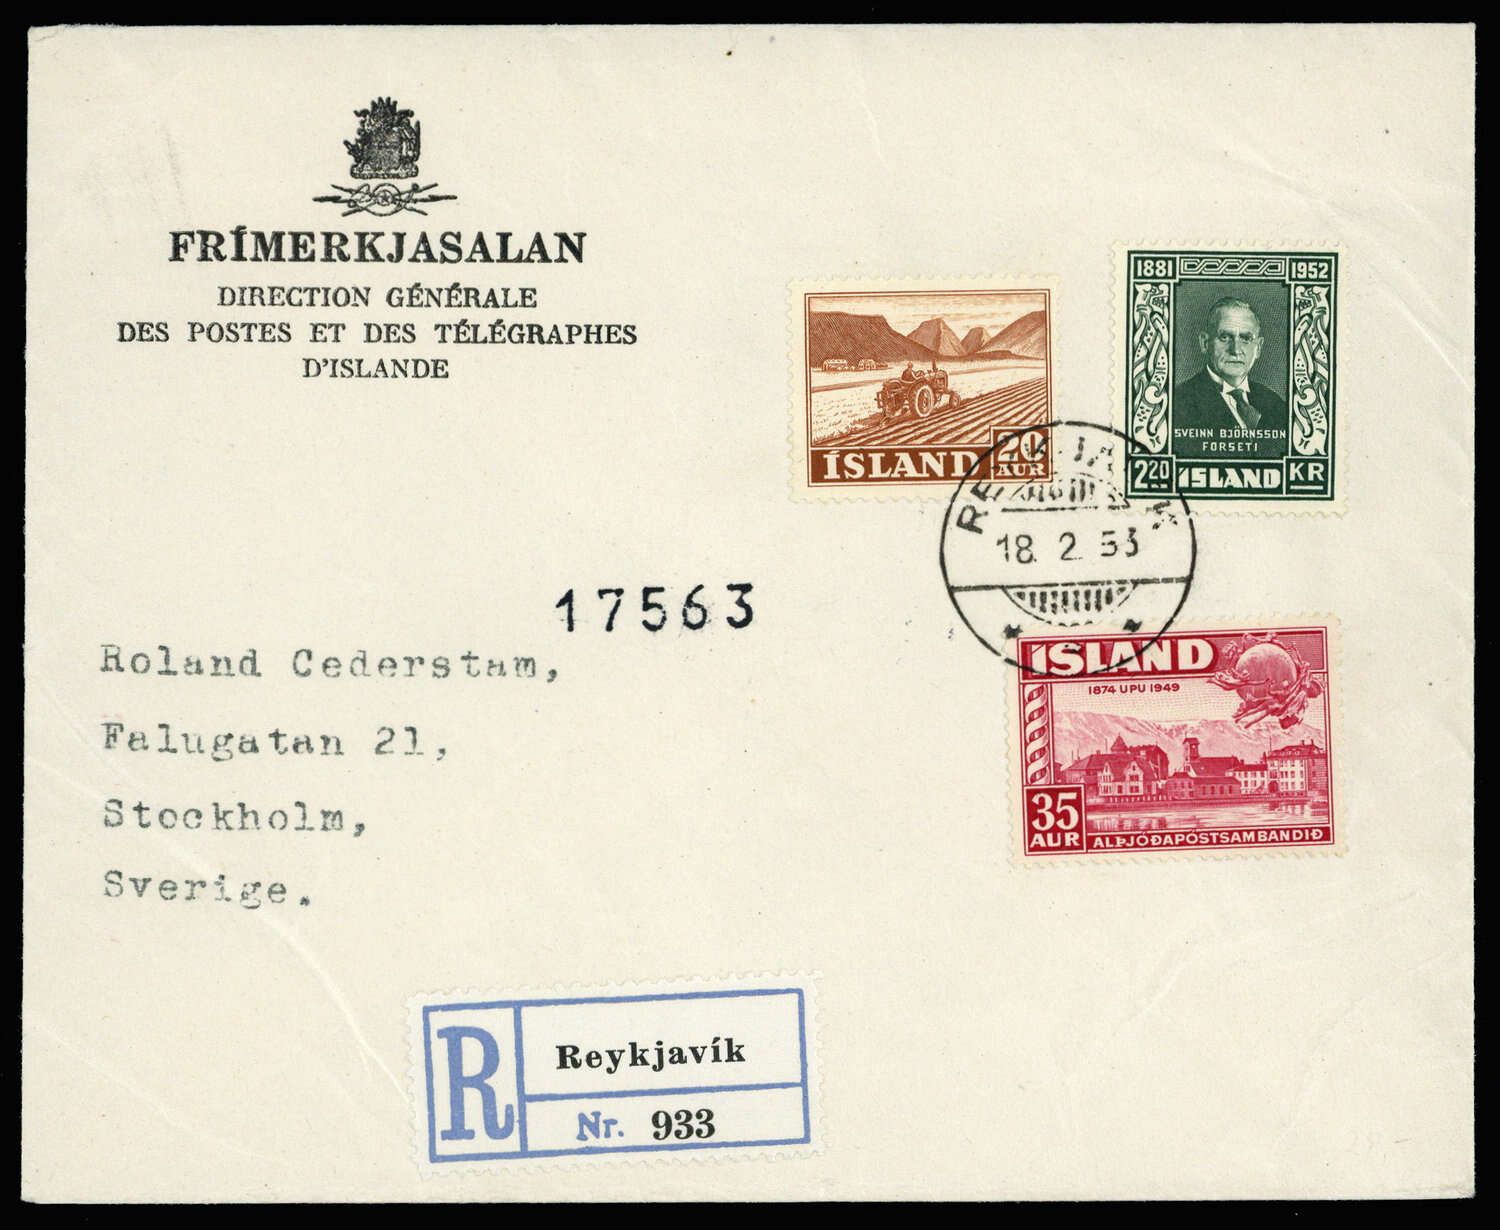 FRÍMERKJASALAN
DIRECTION GÉNÉRALE
DES POSTES ET DES TÉLÉGRAPHES
D'ISLANDE
20
AUR
ÍSLAND
1881 1952
SVEINN BJÖRNSSON
FORSETI
2.20 ÍSLAND KR
18. 2. 53
17563
Roland Cederstam,
Falugatan 21,
Stockholm,
Sverige.
ÍSLAND
1874 UPU 1949
35
AUR
ALÞJÓÐAPÓSTSAMBANDIÐ
R
Reykjavík
Nr. 933